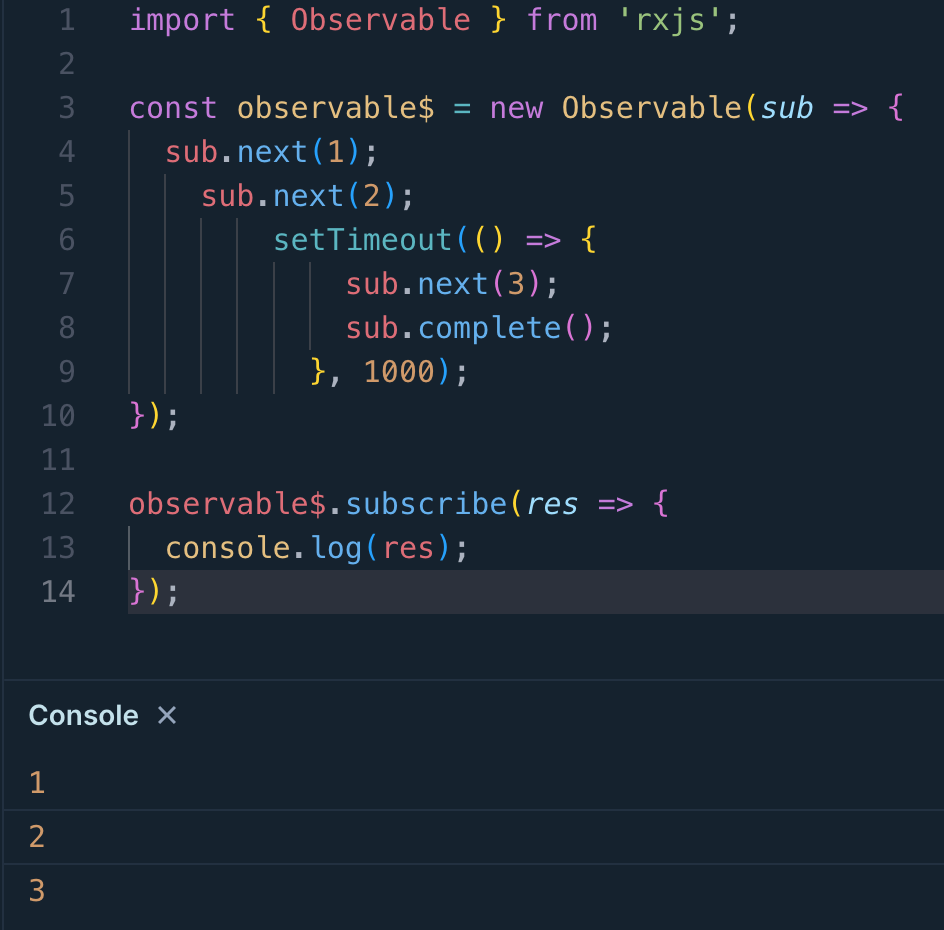 1 import { Observable } from 'rxjs';
2
3 const observable$ = new Observable(sub => {
4   sub.next(1);
5     sub.next(2);
6         setTimeout(() => {
7             sub.next(3);
8             sub.complete();
9           }, 1000);
10 });
11
12 observable$.subscribe(res => {
13   console.log(res);
14 });
Console ×
1
2
3